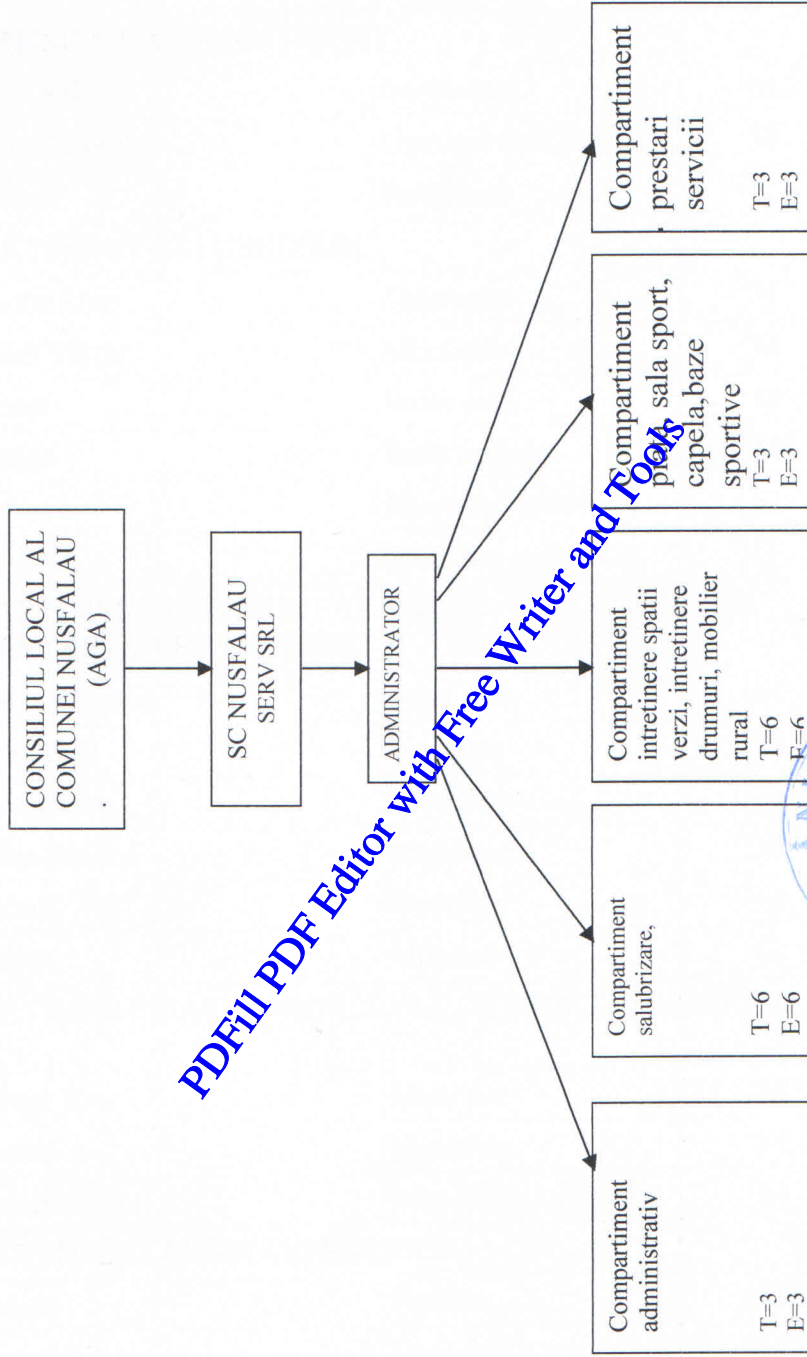 CONSILIUL LOCAL AL
COMUNEI NUSFALAU
(AGA)
SC NUSFALAU
SERV SRL
ADMINISTRATOR
Compartiment
administrativ
T=3
E=3
Compartiment
salubrizare,
T=6
E=6
Compartiment
intretinere spatii
verzi, intretinere
drumuri, mobilier
rural
T=6
E=6
Compartiment
sala sport,
capela,baze
sportive
T=3
E=3
Compartiment
prestari
servicii
T=3
E=3
PDFill PDF Editor with Free Writer and Tools